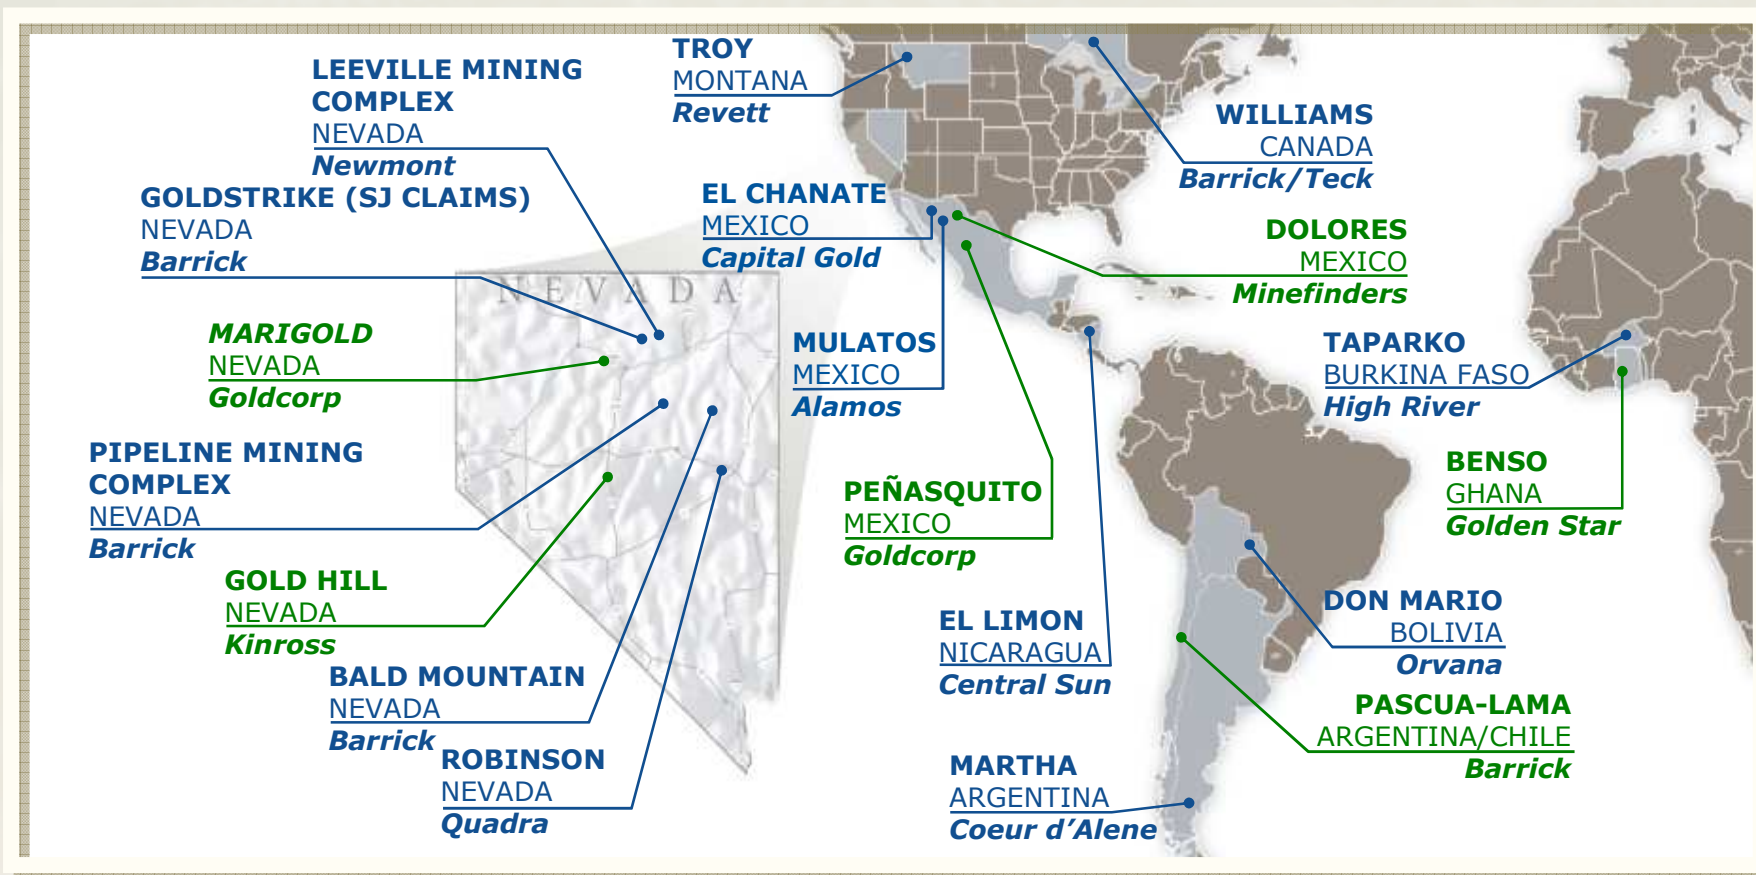 LEEVILLE MINING
COMPLEX
NEVADA
Newmont
GOLDSTRIKE (SJ CLAIMS)
NEVADA
Barrick
MARIGOLD
NEVADA
Goldcorp
PIPELINE MINING
COMPLEX
NEVADA
Barrick
GOLD HILL
NEVADA
Kinross
BALD MOUNTAIN
NEVADA
Barrick
ROBINSON
NEVADA
Quadra
NEVADA
TROY
MONTANA
Revett
WILLIAMS
CANADA
Barrick/Teck
EL CHANATE
MEXICO
Capital Gold
DOLORES
MEXICO
Minefinders
MULATOS
MEXICO
Alamos
PEÑASQUITO
MEXICO
Goldcorp
EL LIMON
NICARAGUA
Central Sun
MARTHA
ARGENTINA
Coeur d’Alene
TAPARKO
BURKINA FASO
High River
BENSO
GHANA
Golden Star
DON MARIO
BOLIVIA
Orvana
PASCUA-LAMA
ARGENTINA/CHILE
Barrick